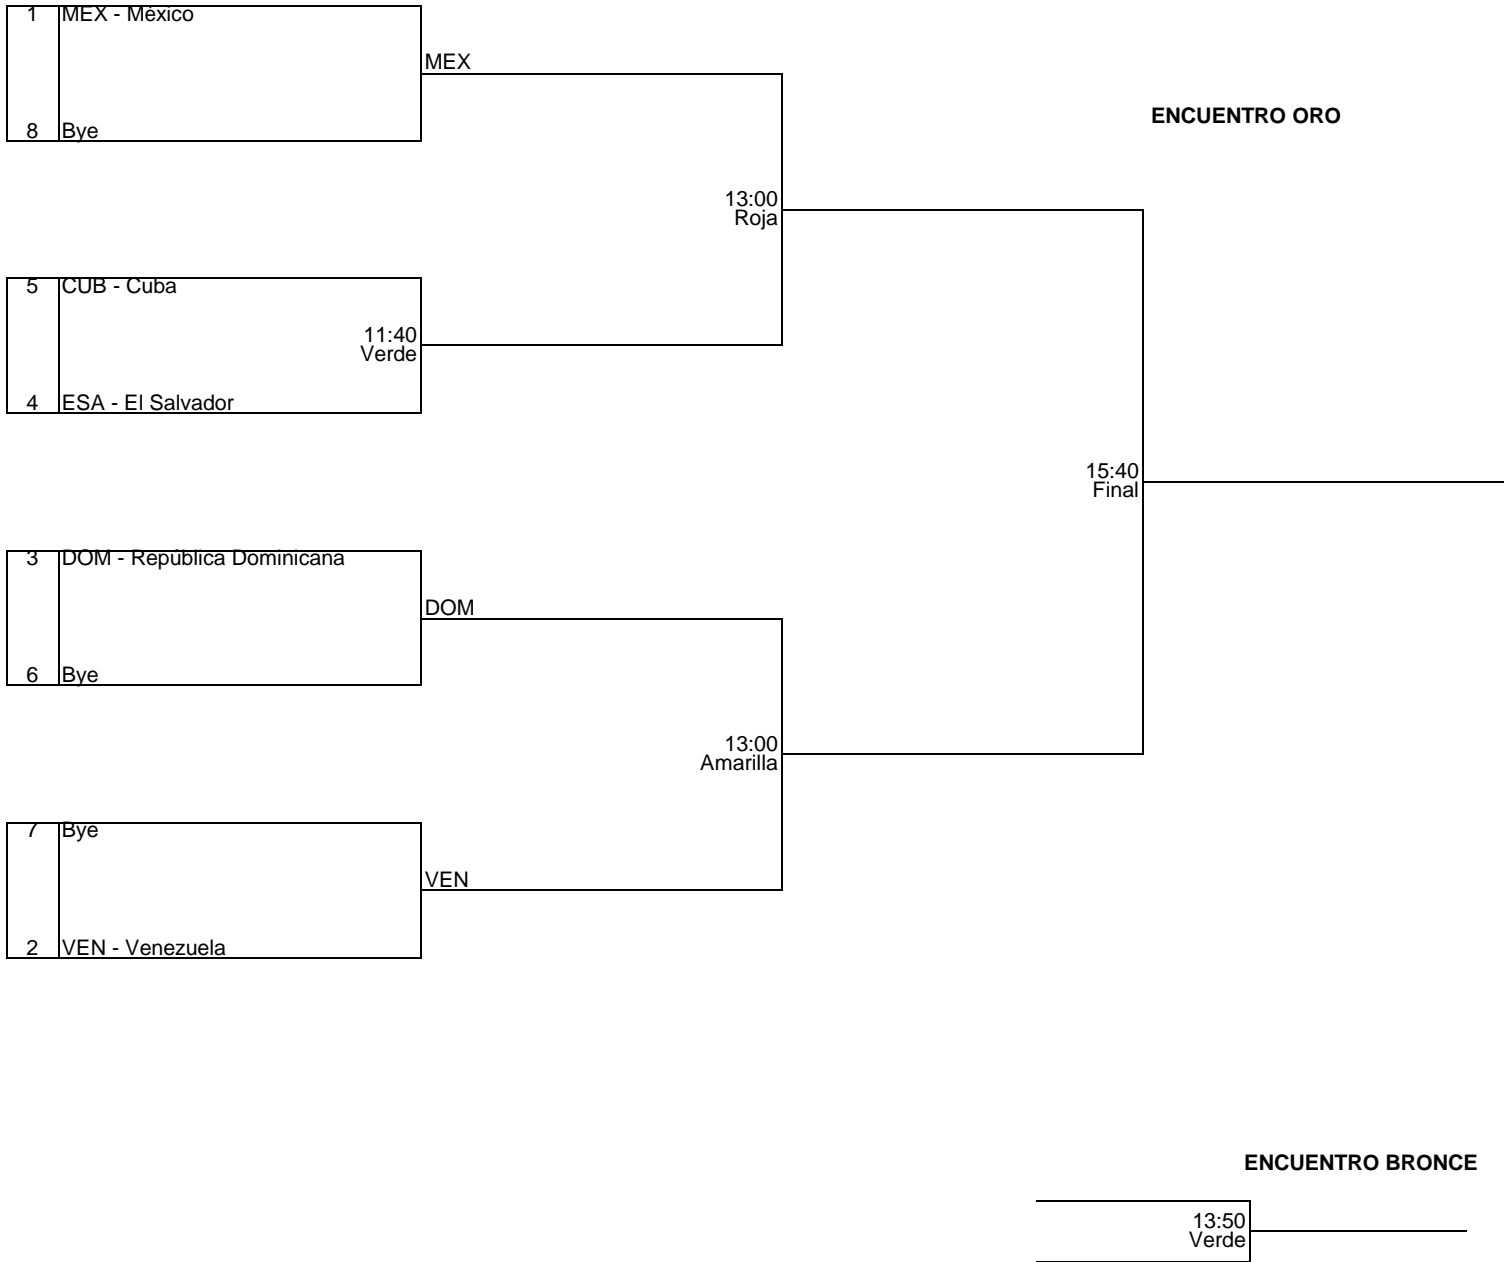 1 MEX - México
MEX
ENCUENTRO ORO
8 Bye
13:00
Roja
5 CUB - Cuba
11:40
Verde
4 ESA - El Salvador
15:40
Final
3 DOM - República Dominicana
DOM
6 Bye
13:00
Amarilla
7 Bye
VEN
2 VEN - Venezuela
ENCUENTRO BRONCE
13:50
Verde